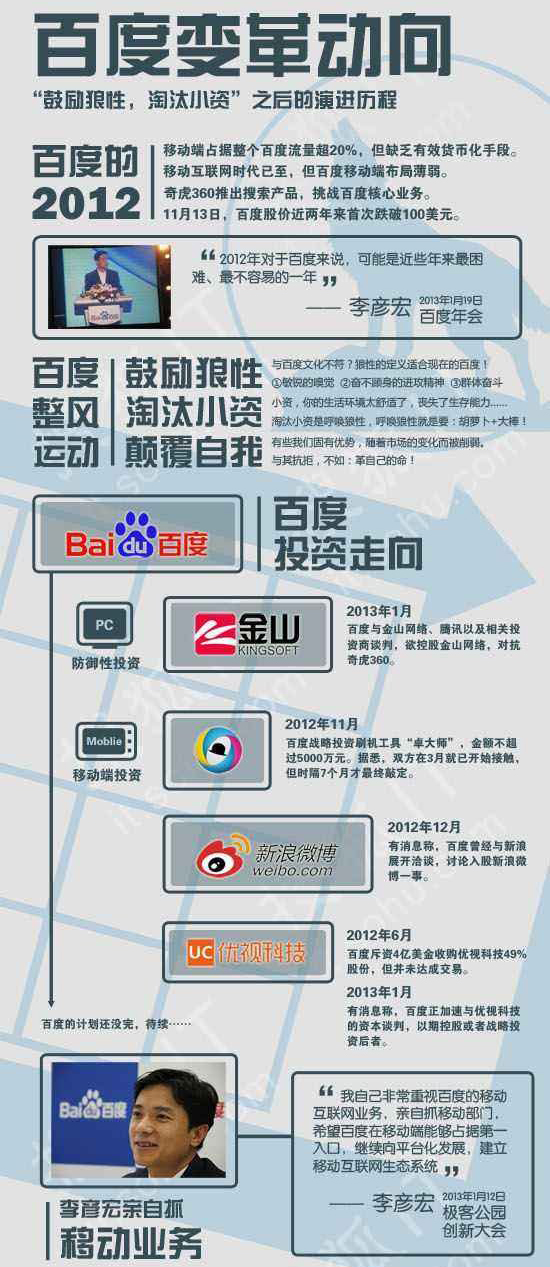 百度变革动向
“鼓励狼性，淘汰小资”之后的演进历程
百度的
2012
移动端占据整个百度流量超20%，但缺乏有效货币化手段。
移动互联网时代已至，但百度移动端布局薄弱。
奇虎360推出搜索产品，挑战百度核心业务。
11月13日，百度股价近两年来首次跌破100美元。
Bai 百度
“ 2012年对于百度来说，可能是近些年来最困
难、最不容易的一年 ”
—— 李彦宏 2013年1月19日
百度年会
百度
整风
运动
鼓励狼性
淘汰小资
颠覆自我
与百度文化不符？狼性的定义适合现在的百度！
①敏锐的嗅觉 ②奋不顾身的进攻精神 ③群体奋斗
小资，你的生活环境太舒适了，丧失了生存能力......
淘汰小资是呼唤狼性，呼唤狼性就是要：胡萝卜+大棒！
有些我们固有优势，随着市场的变化而被削弱。
与其抗拒，不如：革自己的命！
Bai du 百度
百度
投资走向
PC
防御性投资
金山
KINGSOFT
2013年1月
百度与金山网络、腾讯以及相关投
资商谈判，欲控股金山网络，对抗
奇虎360。
Moblie
移动端投资
2012年11月
百度战略投资刷机工具“卓大师”，金额不超
过5000万元。据悉，双方在3月就已开始接触，
但时隔7个月才最终敲定。
新浪微博
weibo.com
2012年12月
有消息称，百度曾经与新浪
展开洽谈，讨论入股新浪微
博一事。
UC 优视科技
2012年6月
百度斥资4亿美金收购优视科技49%
股份，但并未达成交易。
2013年1月
有消息称，百度正加速与优视科技
的资本谈判，以期控股或者战略投
资后者。
百度的计划还没完，待续……
Bai du 百度
“ 我自己非常重视百度的移动
互联网业务，亲自抓移动部门，
希望百度在移动端能够占据第一
入口，继续向平台化发展，建立
移动互联网生态系统 ”
—— 李彦宏 2013年1月12日
极客公园
创新大会
李彦宏亲自抓
移动业务